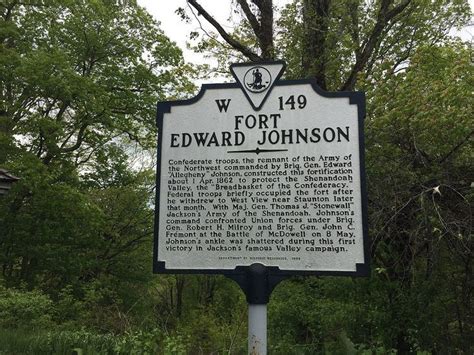 W 149
FORT
EDWARD JOHNSON
Confederate troops, the remnant of the Army of
the Northwest commanded by Brig. Gen. Edward
"Allegheny" Johnson, constructed this fortification
about 1 Apr. 1862 to protect the Shenandoah
Valley, the "Breadbasket of the Confederacy."
Federal troops briefly occupied the fort after
he withdrew to West View near Staunton later
that month. With Maj. Gen. Thomas J. "Stonewall"
Jackson's Army of the Shenandoah, Johnson's
command confronted Union forces under Brig.
Gen. Robert H. Milroy and Brig. Gen. John C.
Frémont at the Battle of McDowell on 8 May.
Johnson's ankle was shattered during this first
victory in Jackson's famous Valley campaign.
DEPARTMENT OF HISTORIC RESOURCES,